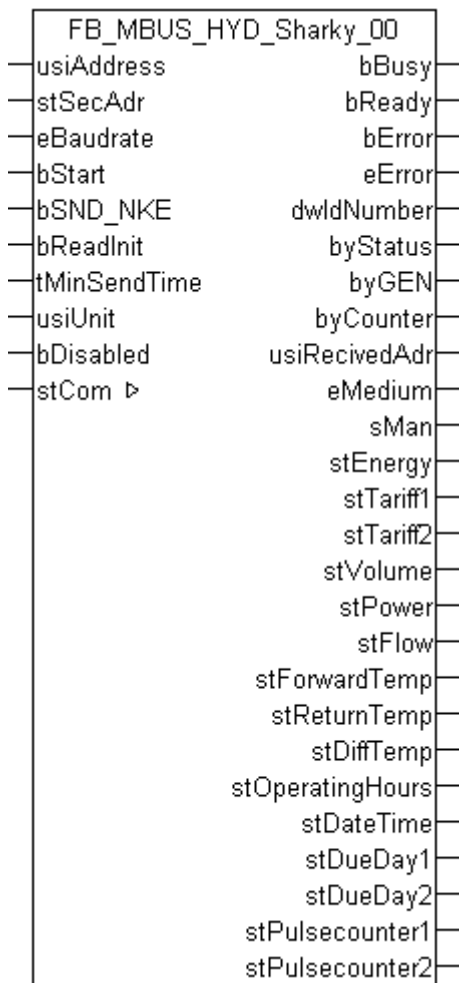 FB_MBUS_HYD_Sharky_00
usiAddress bBusy
stSecAdr bReady
eBaudrate bError
bStart eError
bSND_NKE dwIdNumber
bReadInit byStatus
tMinSendTime byGEN
usiUnit byCounter
bDisabled usiRecivedAdr
stCom ▷ eMedium
sMan
stEnergy
stTariff1
stTariff2
stVolume
stPower
stFlow
stForwardTemp
stReturnTemp
stDiffTemp
stOperatingHours
stDateTime
stDueDay1
stDueDay2
stPulsecounter1
stPulsecounter2